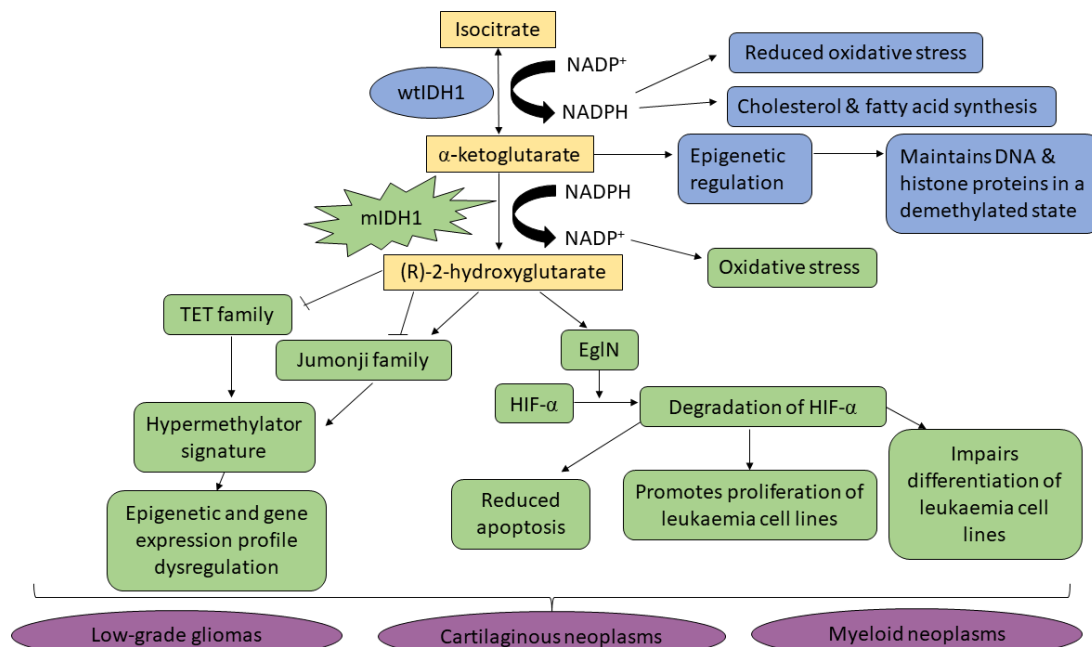 Isocitrate
NADP⁺
Reduced oxidative stress
wtIDH1
NADPH
Cholesterol & fatty acid synthesis
α-ketoglutarate
Epigenetic
regulation
Maintains DNA &
histone proteins in a
demethylated state
NADPH
mIDH1
NADP⁺
(R)-2-hydroxyglutarate
Oxidative stress
TET family
Jumonji family
EglN
HIF-α
Degradation of HIF-α
Hypermethylator
signature
Impairs
differentiation of
leukaemia cell
lines
Reduced
apoptosis
Promotes proliferation of
leukaemia cell lines
Epigenetic and gene
expression profile
dysregulation
Low-grade gliomas
Cartilaginous neoplasms
Myeloid neoplasms